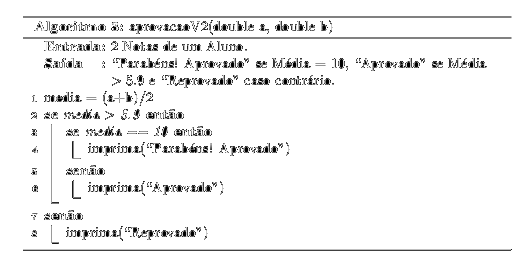 Algoritmo 5: aprovacaoV2(double a, double b)
Entrada: 2 Notas de um Aluno.
Saída : “Parabéns! Aprovado” se Média = 10, “Aprovado” se Média
> 5.9 e “Reprovado” caso contrário.
1 media = (a+b)/2
2 se media > 5.9 então
3 se media == 10 então
4 imprima(“Parabéns! Aprovado”)
5 senão
6 imprima(“Aprovado”)
7 senão
8 imprima(“Reprovado”)